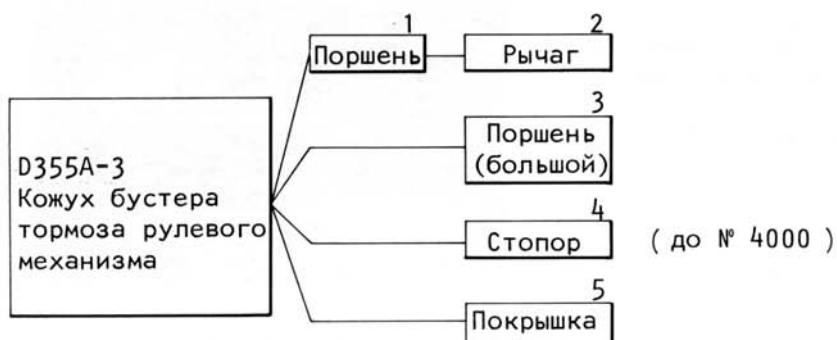 1
Поршень
2
Рычаг
3
Поршень
(большой)
D355A-3
Кожух бустера
тормоза рулевого
механизма
4
Стопор
( до № 4000 )
5
Покрышка